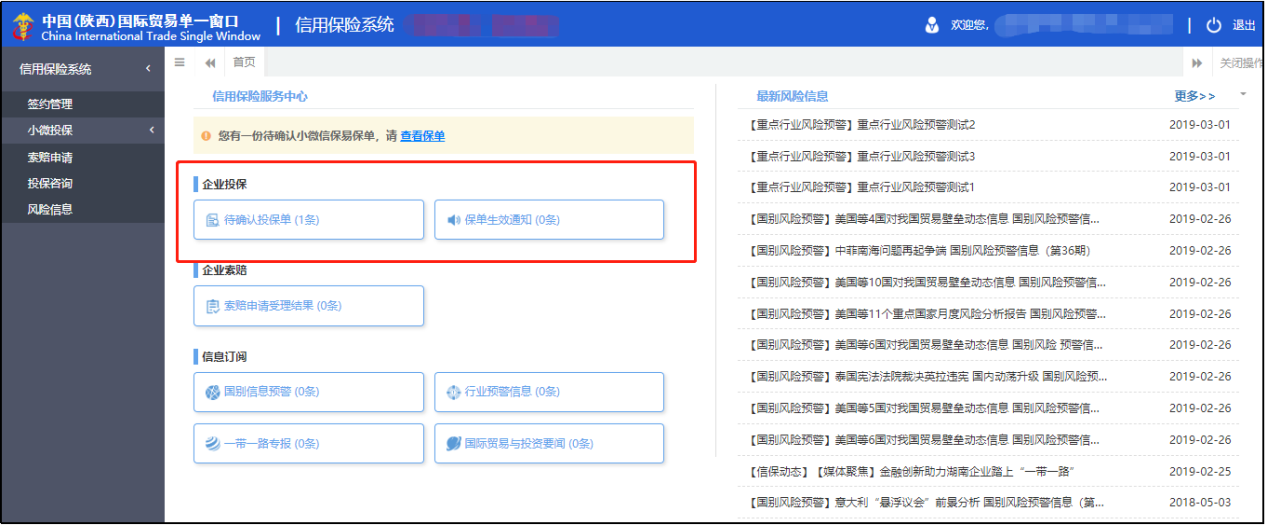 中国(陕西)国际贸易单一窗口
China International Trade Single Window
信用保险系统
欢迎您,
退出
信用保险系统
首页
关闭操作
签约管理
小微投保
索赔申请
投保咨询
风险信息
信用保险服务中心
您有一份待确认小微信保易保单，请 查看保单
企业投保
待确认投保单 (1条)
保单生效通知 (0条)
企业索赔
索赔申请受理结果 (0条)
信息订阅
国别信息预警 (0条)
行业预警信息 (0条)
一带一路专报 (0条)
国际贸易与投资要闻 (0条)
最新风险信息
更多>>
【重点行业风险预警】重点行业风险预警测试2 2019-03-01
【重点行业风险预警】重点行业风险预警测试3 2019-03-01
【重点行业风险预警】重点行业风险预警测试1 2019-03-01
【国别风险预警】美国等4国对我国贸易壁垒动态信息 国别风险预警信... 2019-02-26
【国别风险预警】中菲南海问题再起争端 国别风险预警信息（第36期） 2019-02-26
【国别风险预警】美国等10国对我国贸易壁垒动态信息 国别风险预警信... 2019-02-26
【国别风险预警】美国等11个重点国家月度风险分析报告 国别风险预警... 2019-02-26
【国别风险预警】美国等6国对我国贸易壁垒动态信息 国别风险 预警信... 2019-02-26
【国别风险预警】泰国宪法法院裁决英拉违宪 国内动荡升级 国别风险预... 2019-02-26
【国别风险预警】美国等5国对我国贸易壁垒动态信息 国别风险预警信... 2019-02-26
【国别风险预警】美国等6国对我国贸易壁垒动态信息 国别风险预警信... 2019-02-26
【信保动态】【媒体聚焦】金融创新助力湖南企业踏上“一带一路” 2019-02-25
【国别风险预警】意大利“悬浮议会”前景分析 国别风险预警信息（第... 2018-05-03